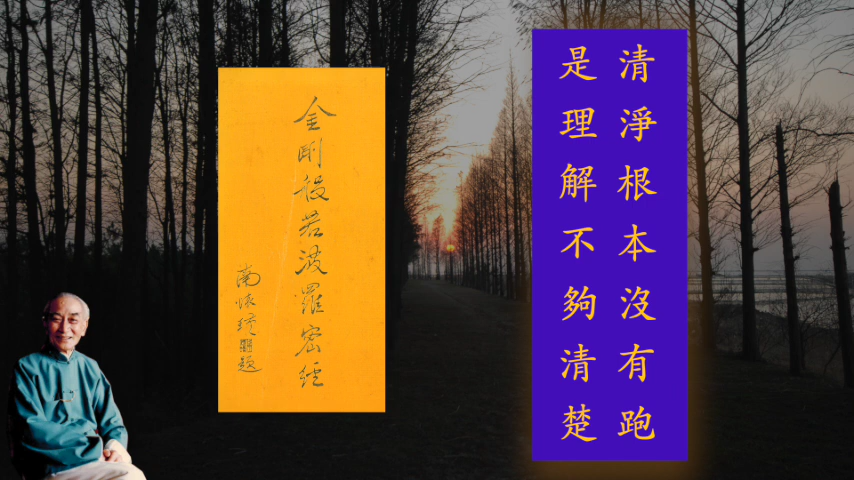 金剛般若波羅密經
南懷瑾題
清淨根本沒有跑
是理解不夠清楚